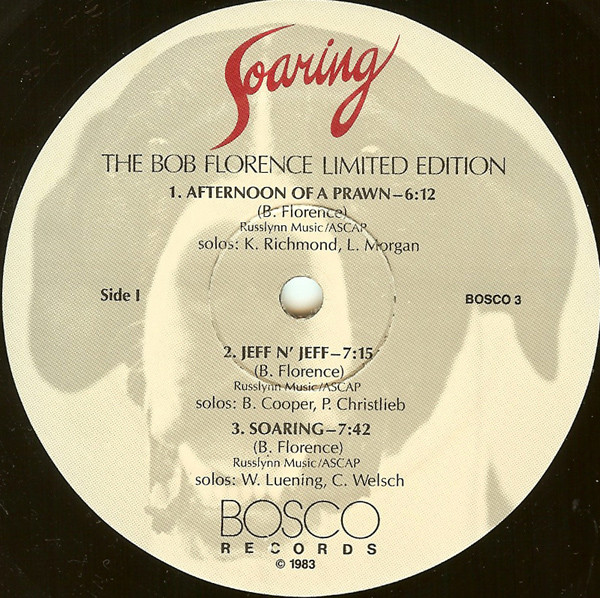 Soaring
THE BOB FLORENCE LIMITED EDITION
1. AFTERNOON OF A PRAWN–6:12
(B. Florence)
Russlynn Music/ASCAP
solos: K. Richmond, L. Morgan
Side I
BOSCO 3
2. JEFF N' JEFF–7:15
(B. Florence)
Russlynn Music/ASCAP
solos: B. Cooper, P. Christlieb
3. SOARING–7:42
(B. Florence)
Russlynn Music/ASCAP
solos: W. Luening, C. Welsch
BOSCO
RECORDS
© 1983